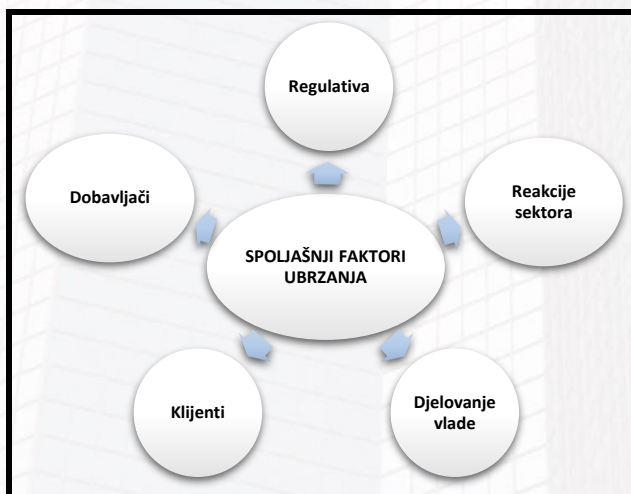 Regulativa
Dobavljači
Reakcije
sektora
SPOLJAŠNJI FAKTORI
UBRZANJA
Klijenti
Djelovanje
vlade